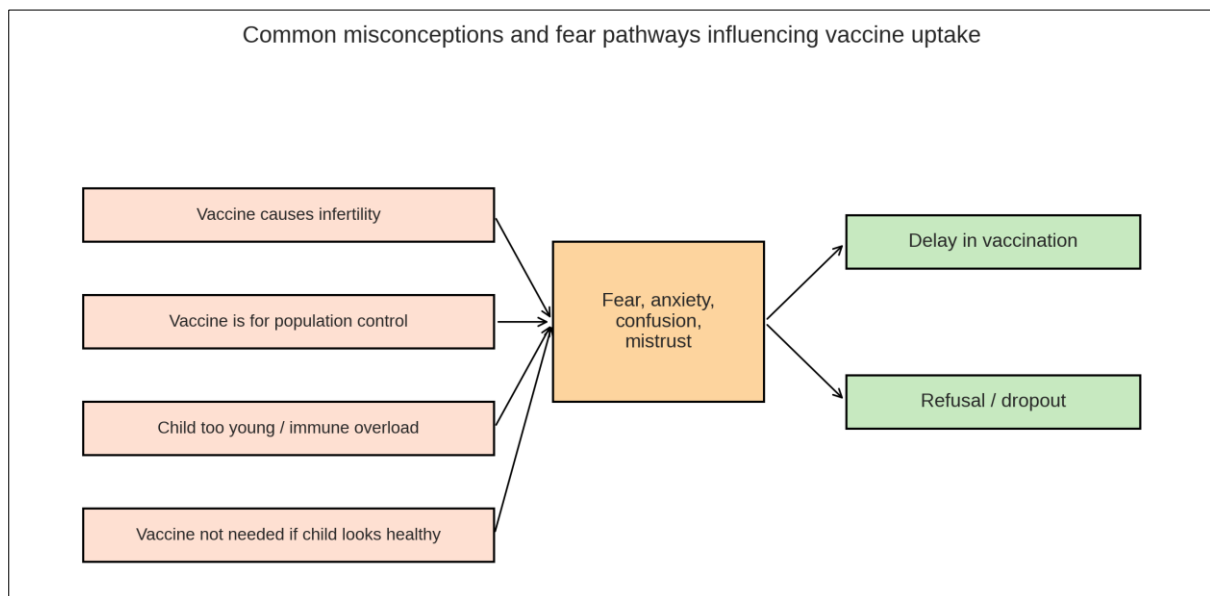 Common misconceptions and fear pathways influencing vaccine uptake
Vaccine causes infertility
Vaccine is for population control
Child too young / immune overload
Vaccine not needed if child looks healthy
Fear, anxiety,
confusion,
mistrust
Delay in vaccination
Refusal / dropout